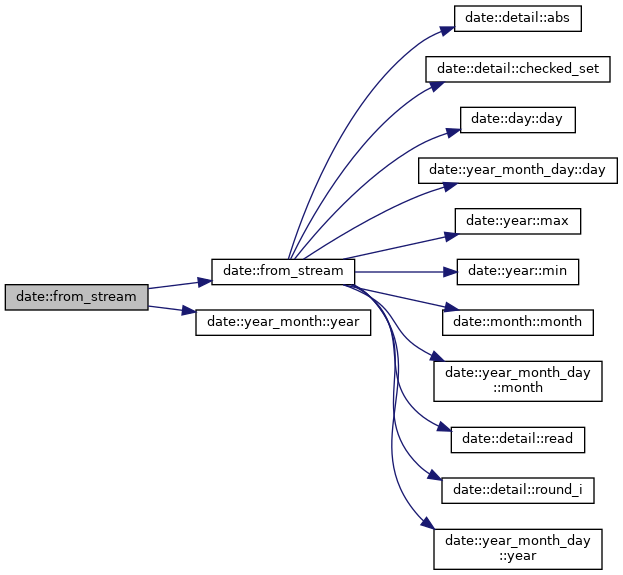 date::from_stream
date::from_stream
date::year_month::year
date::detail::abs
date::detail::checked_set
date::day::day
date::year_month_day::day
date::year::max
date::year::min
date::month::month
date::year_month_day
::month
date::detail::read
date::detail::round_i
date::year_month_day
::year